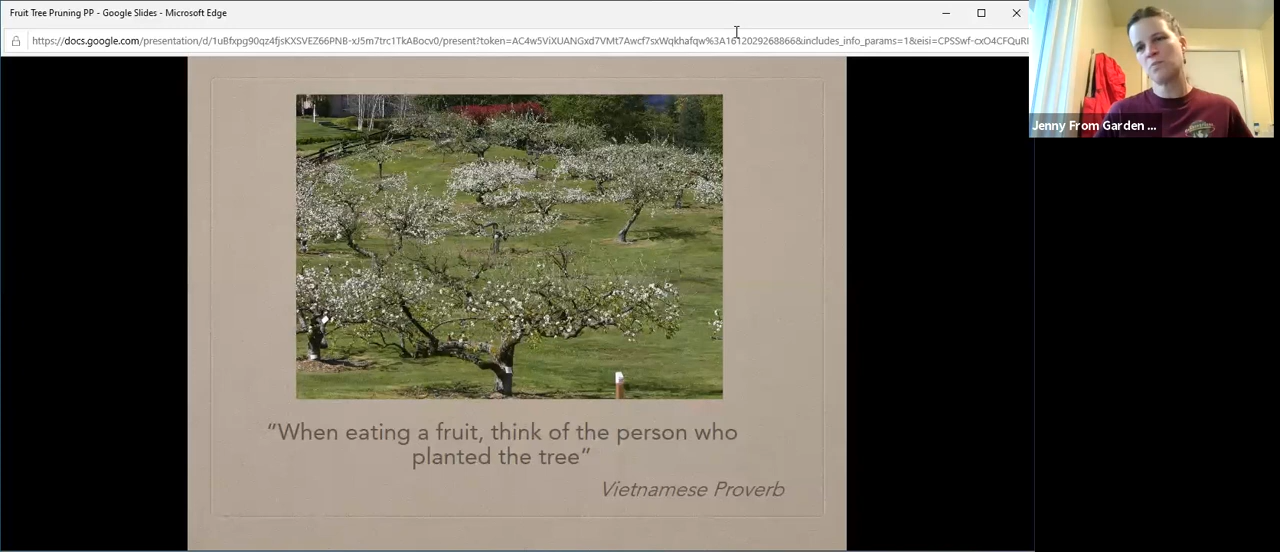 Fruit Tree Pruning PP - Google Slides - Microsoft Edge
https://docs.google.com/presentation/d/1uBfxpg90qz4fjsKXSVEZ66PNB-xJ5m7trc1TkABocv0/present?token=AC4w5ViXUANGxd7VMt7Awcf7sxWqkhafqw%3A1612029268866&includes_info_params=1&eisi=CPSSwf-cxO4CFQuRI
Jenny From Garden ...
“When eating a fruit, think of the person who
planted the tree”
Vietnamese Proverb